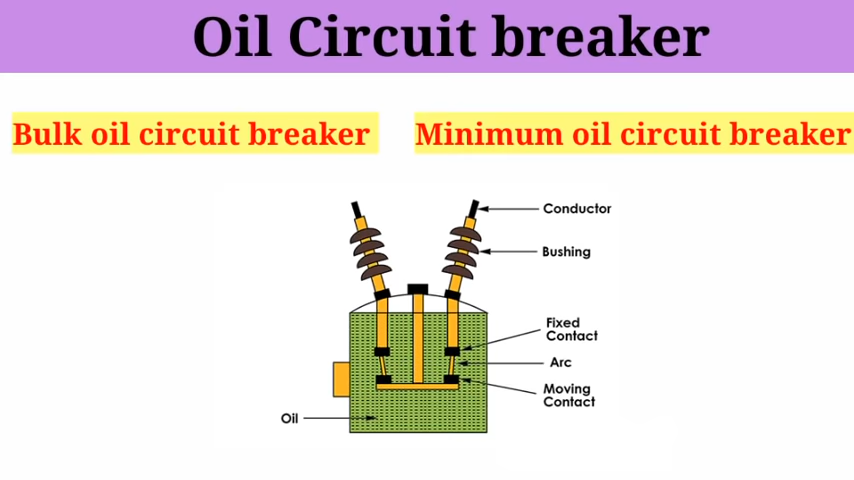 Oil Circuit breaker
Bulk oil circuit breaker
Minimum oil circuit breaker
Conductor
Bushing
Fixed
Contact
Arc
Moving
Contact
Oil